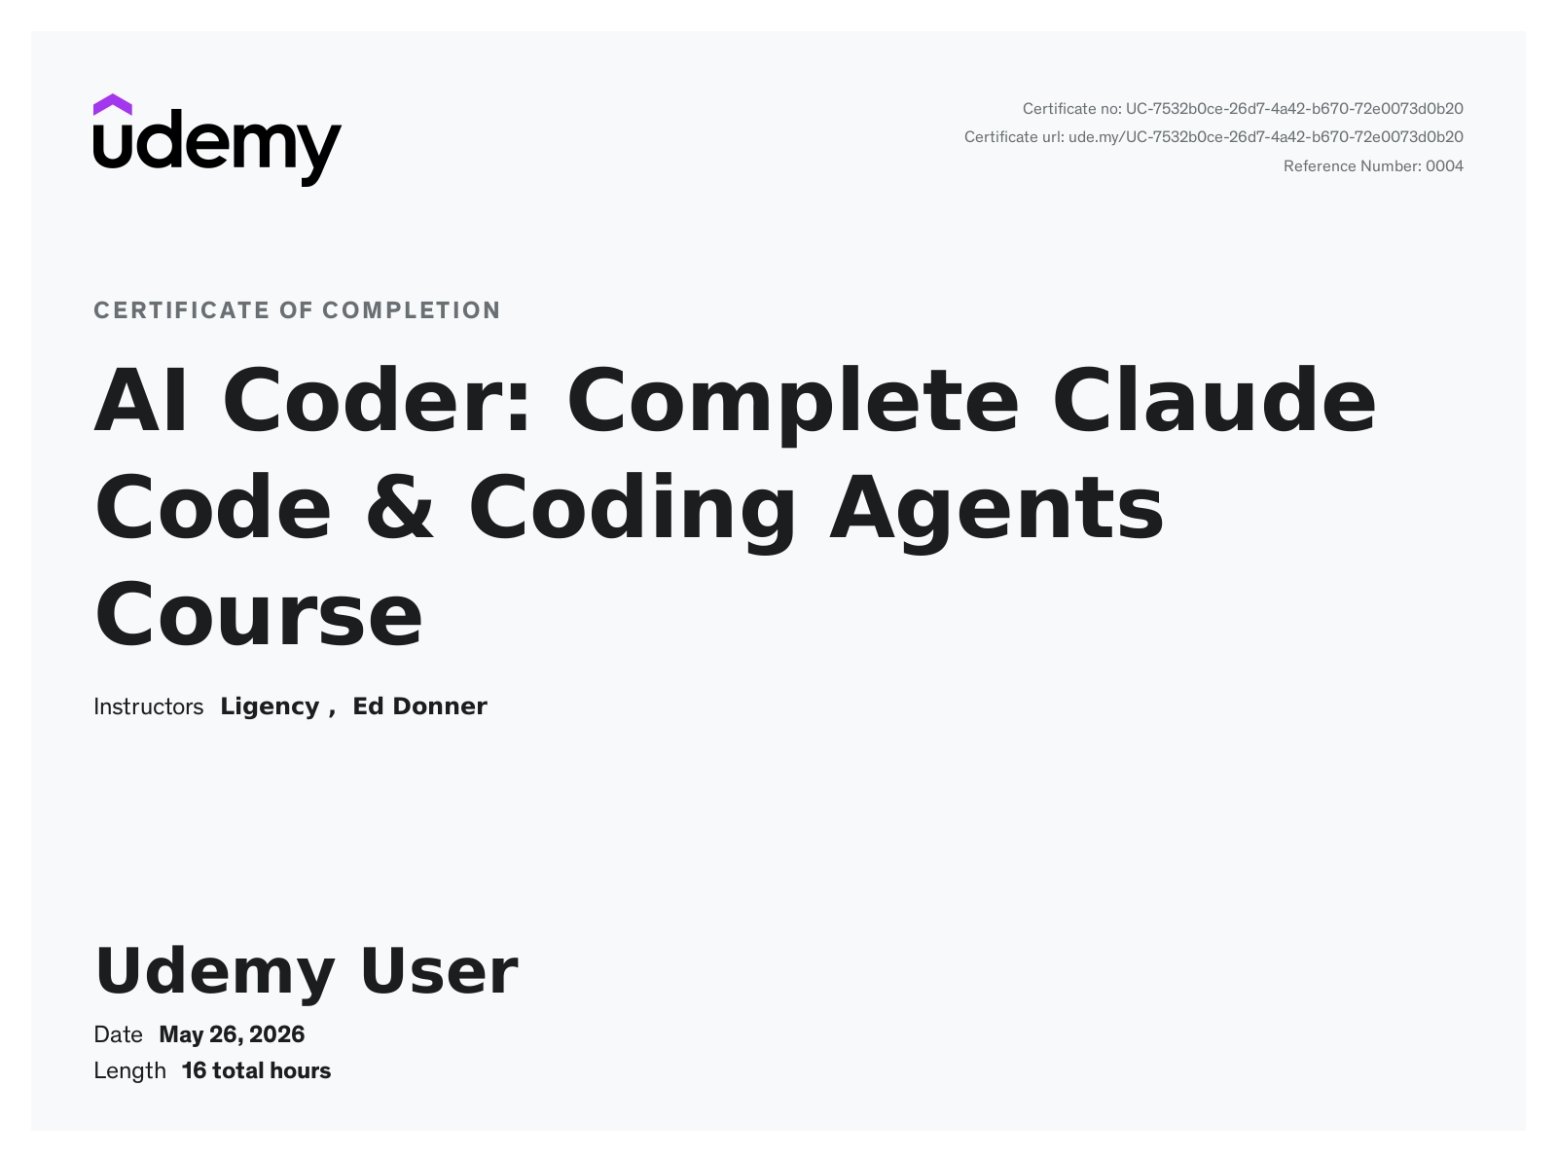 udemy
Certificate no: UC-7532b0ce-26d7-4a42-b670-72e0073d0b20
Certificate url: ude.my/UC-7532b0ce-26d7-4a42-b670-72e0073d0b20
Reference Number: 0004
CERTIFICATE OF COMPLETION
AI Coder: Complete Claude
Code & Coding Agents
Course
Instructors Ligency , Ed Donner
Udemy User
Date May 26, 2026
Length 16 total hours